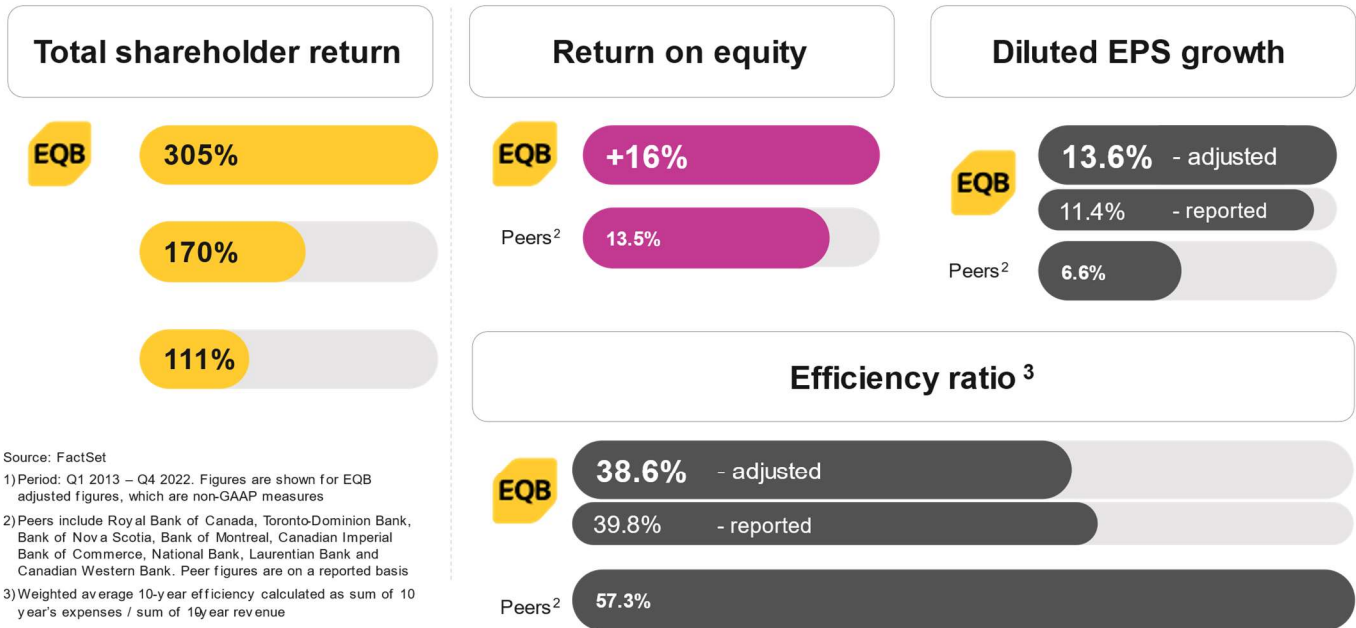 Total shareholder return
EQB
305%
170%
111%
Source: FactSet
1) Period: Q1 2013 – Q4 2022. Figures are shown for EQB
adjusted figures, which are non-GAAP measures
2) Peers include Royal Bank of Canada, Toronto-Dominion Bank,
Bank of Nova Scotia, Bank of Montreal, Canadian Imperial
Bank of Commerce, National Bank, Laurentian Bank and
Canadian Western Bank. Peer figures are on a reported basis
3) Weighted average 10-year efficiency calculated as sum of 10
year's expenses / sum of 10-year revenue
Return on equity
EQB
+16%
Peers²
13.5%
Diluted EPS growth
EQB
13.6% - adjusted
11.4% - reported
Peers²
6.6%
Efficiency ratio ³
EQB
38.6% - adjusted
39.8% - reported
Peers²
57.3%